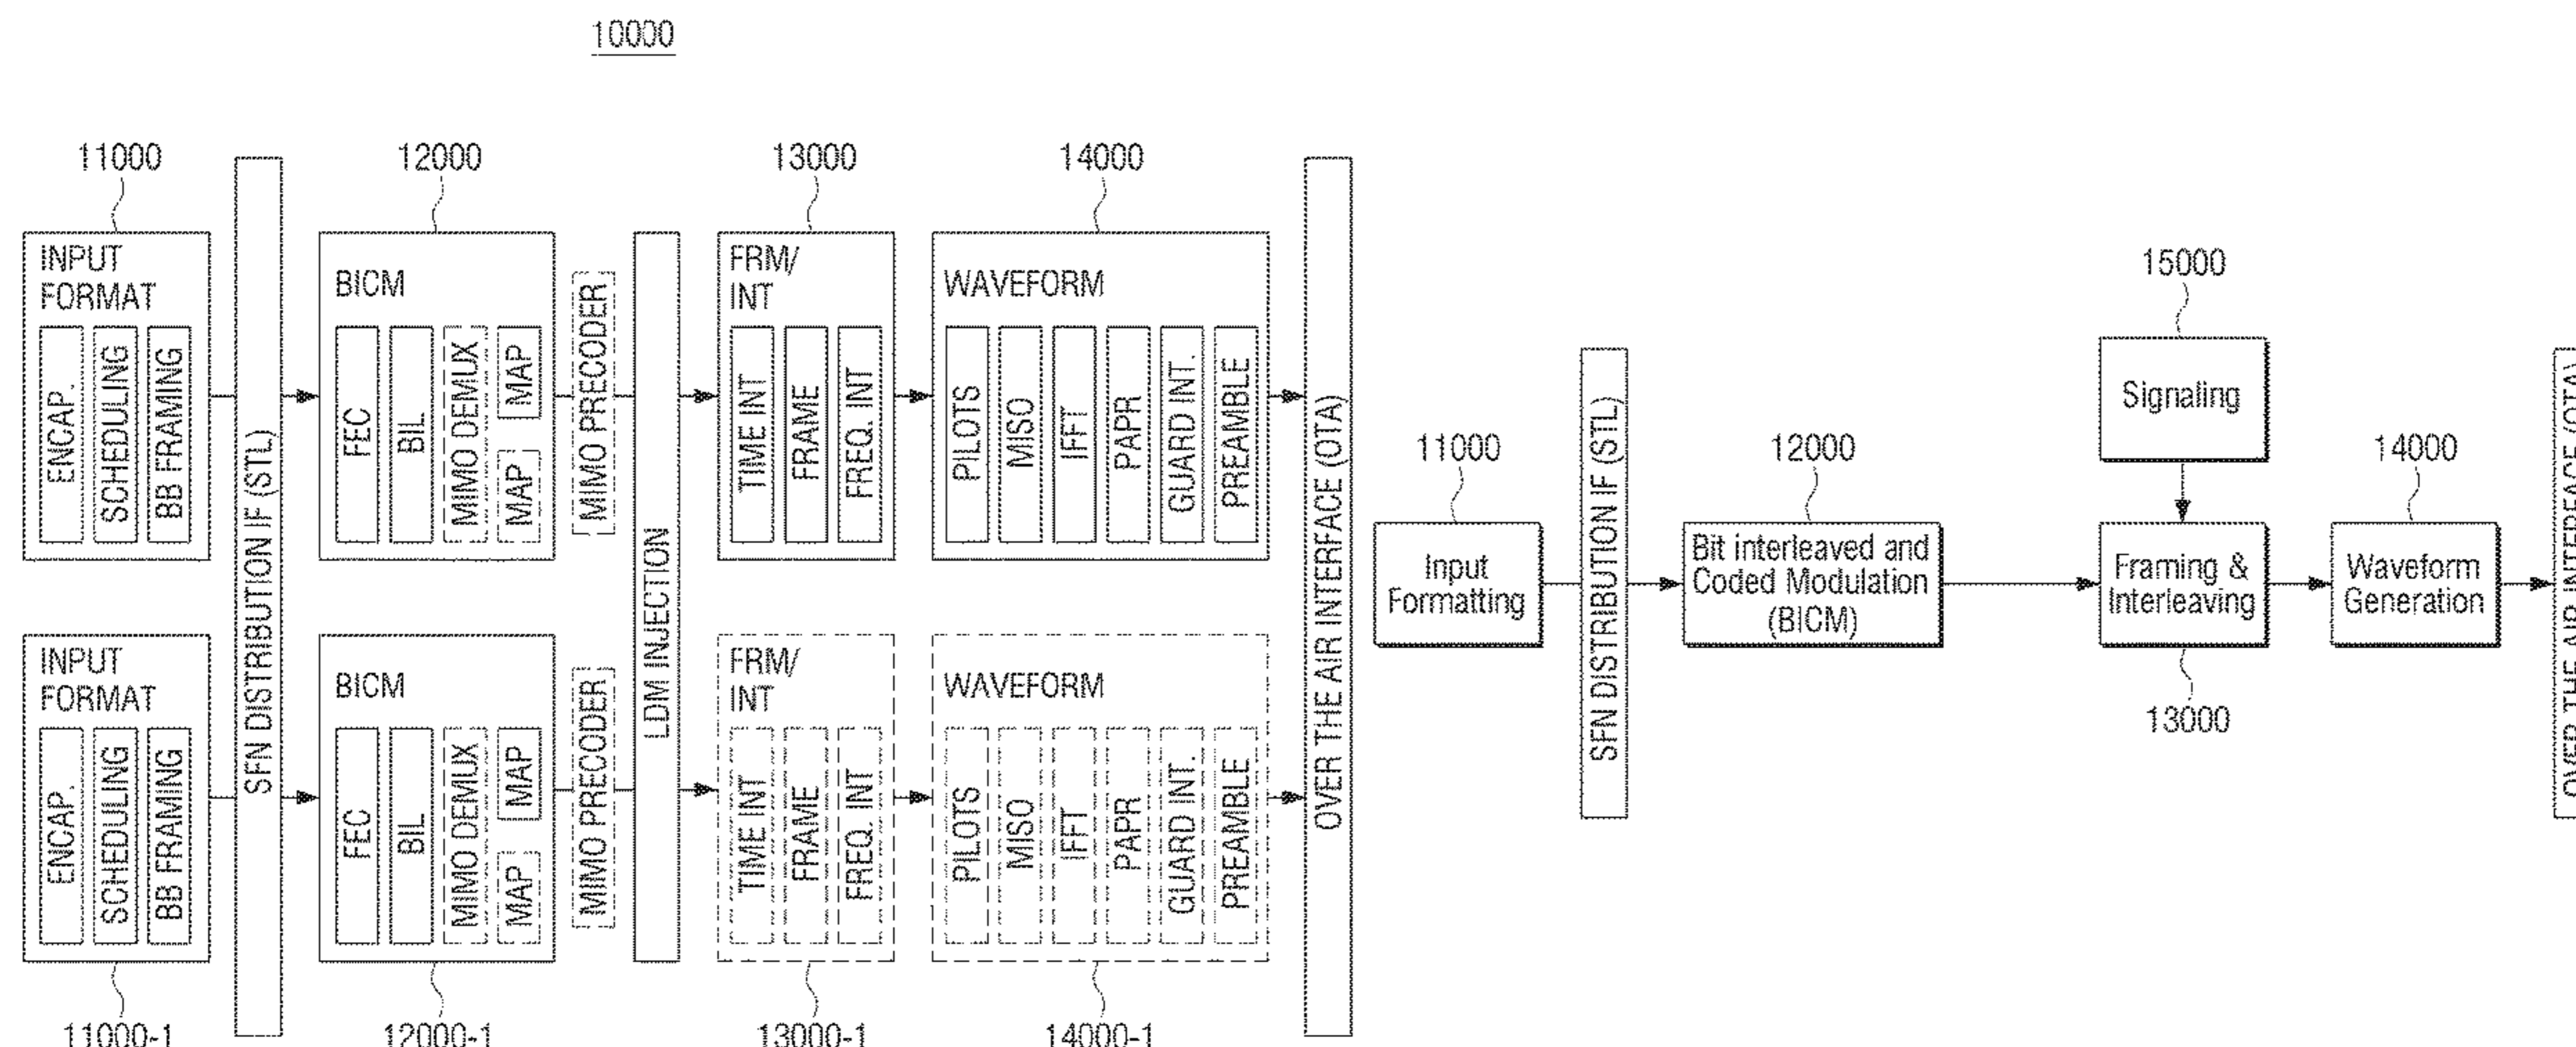 10000
11000
12000
13000
14000
INPUT
FORMAT
ENCAP.
SCHEDULING
BB FRAMING
SFN DISTRIBUTION IF (STL)
BICM
FEC
BIL
MIMO DEMUX
MAP
MAP
MIMO PRECODER
LDM INJECTION
FRM/
INT
TIME INT
FRAME
FREQ. INT
WAVEFORM
PILOTS
MISO
IFFT
PAPR
GUARD INT.
PREAMBLE
OVER THE AIR INTERFACE (OTA)
INPUT
FORMAT
ENCAP.
SCHEDULING
BB FRAMING
BICM
FEC
BIL
MIMO DEMUX
MAP
MAP
MIMO PRECODER
FRM/
INT
TIME INT
FRAME
FREQ. INT
WAVEFORM
PILOTS
MISO
IFFT
PAPR
GUARD INT.
PREAMBLE
11000-1
12000-1
13000-1
14000-1
15000
Signaling
11000
12000
14000
Input
Formatting
SFN DISTRIBUTION IF (STL)
Bit interleaved and
Coded Modulation
(BICM)
Framing &
Interleaving
Waveform
Generation
13000
OVER THE AIR INTERFACE (OTA)